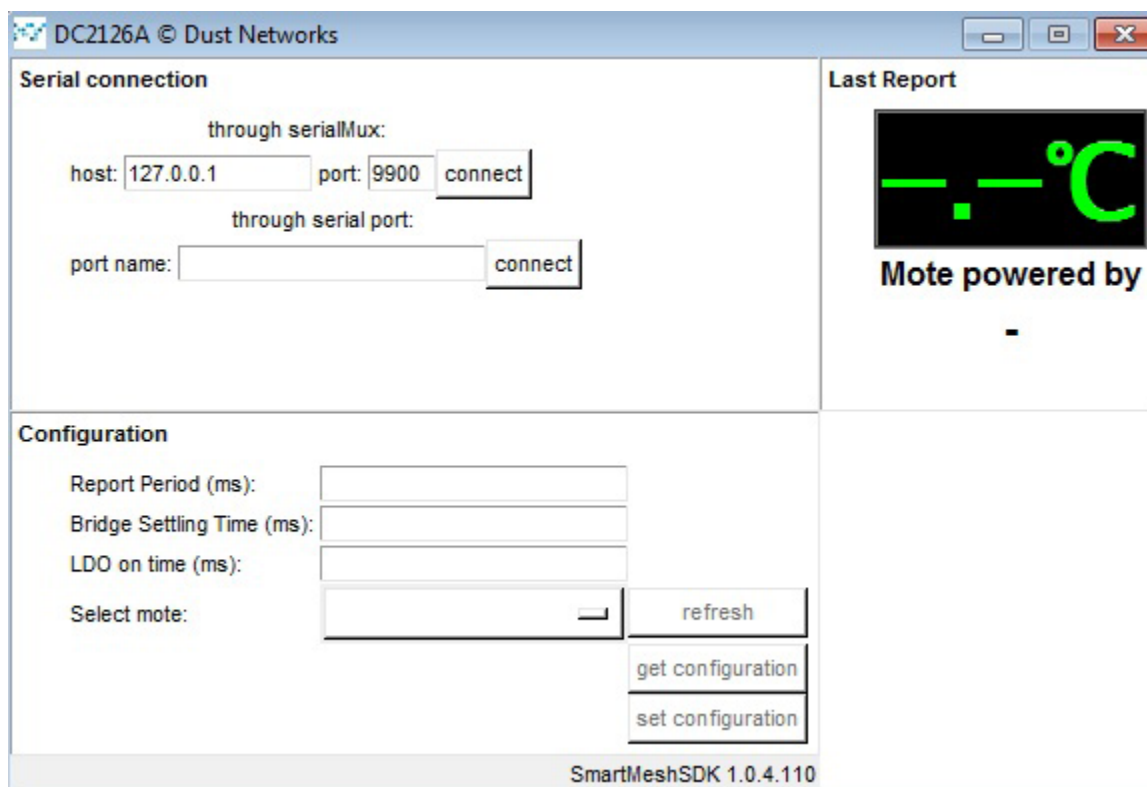 DC2126A © Dust Networks
Serial connection
through serialMux:
host: 127.0.0.1 port: 9900 connect
through serial port:
port name: connect
Last Report
-.-°C
Mote powered by
-
Configuration
Report Period (ms):
Bridge Settling Time (ms):
LDO on time (ms):
Select mote: refresh
get configuration
set configuration
SmartMeshSDK 1.0.4.110